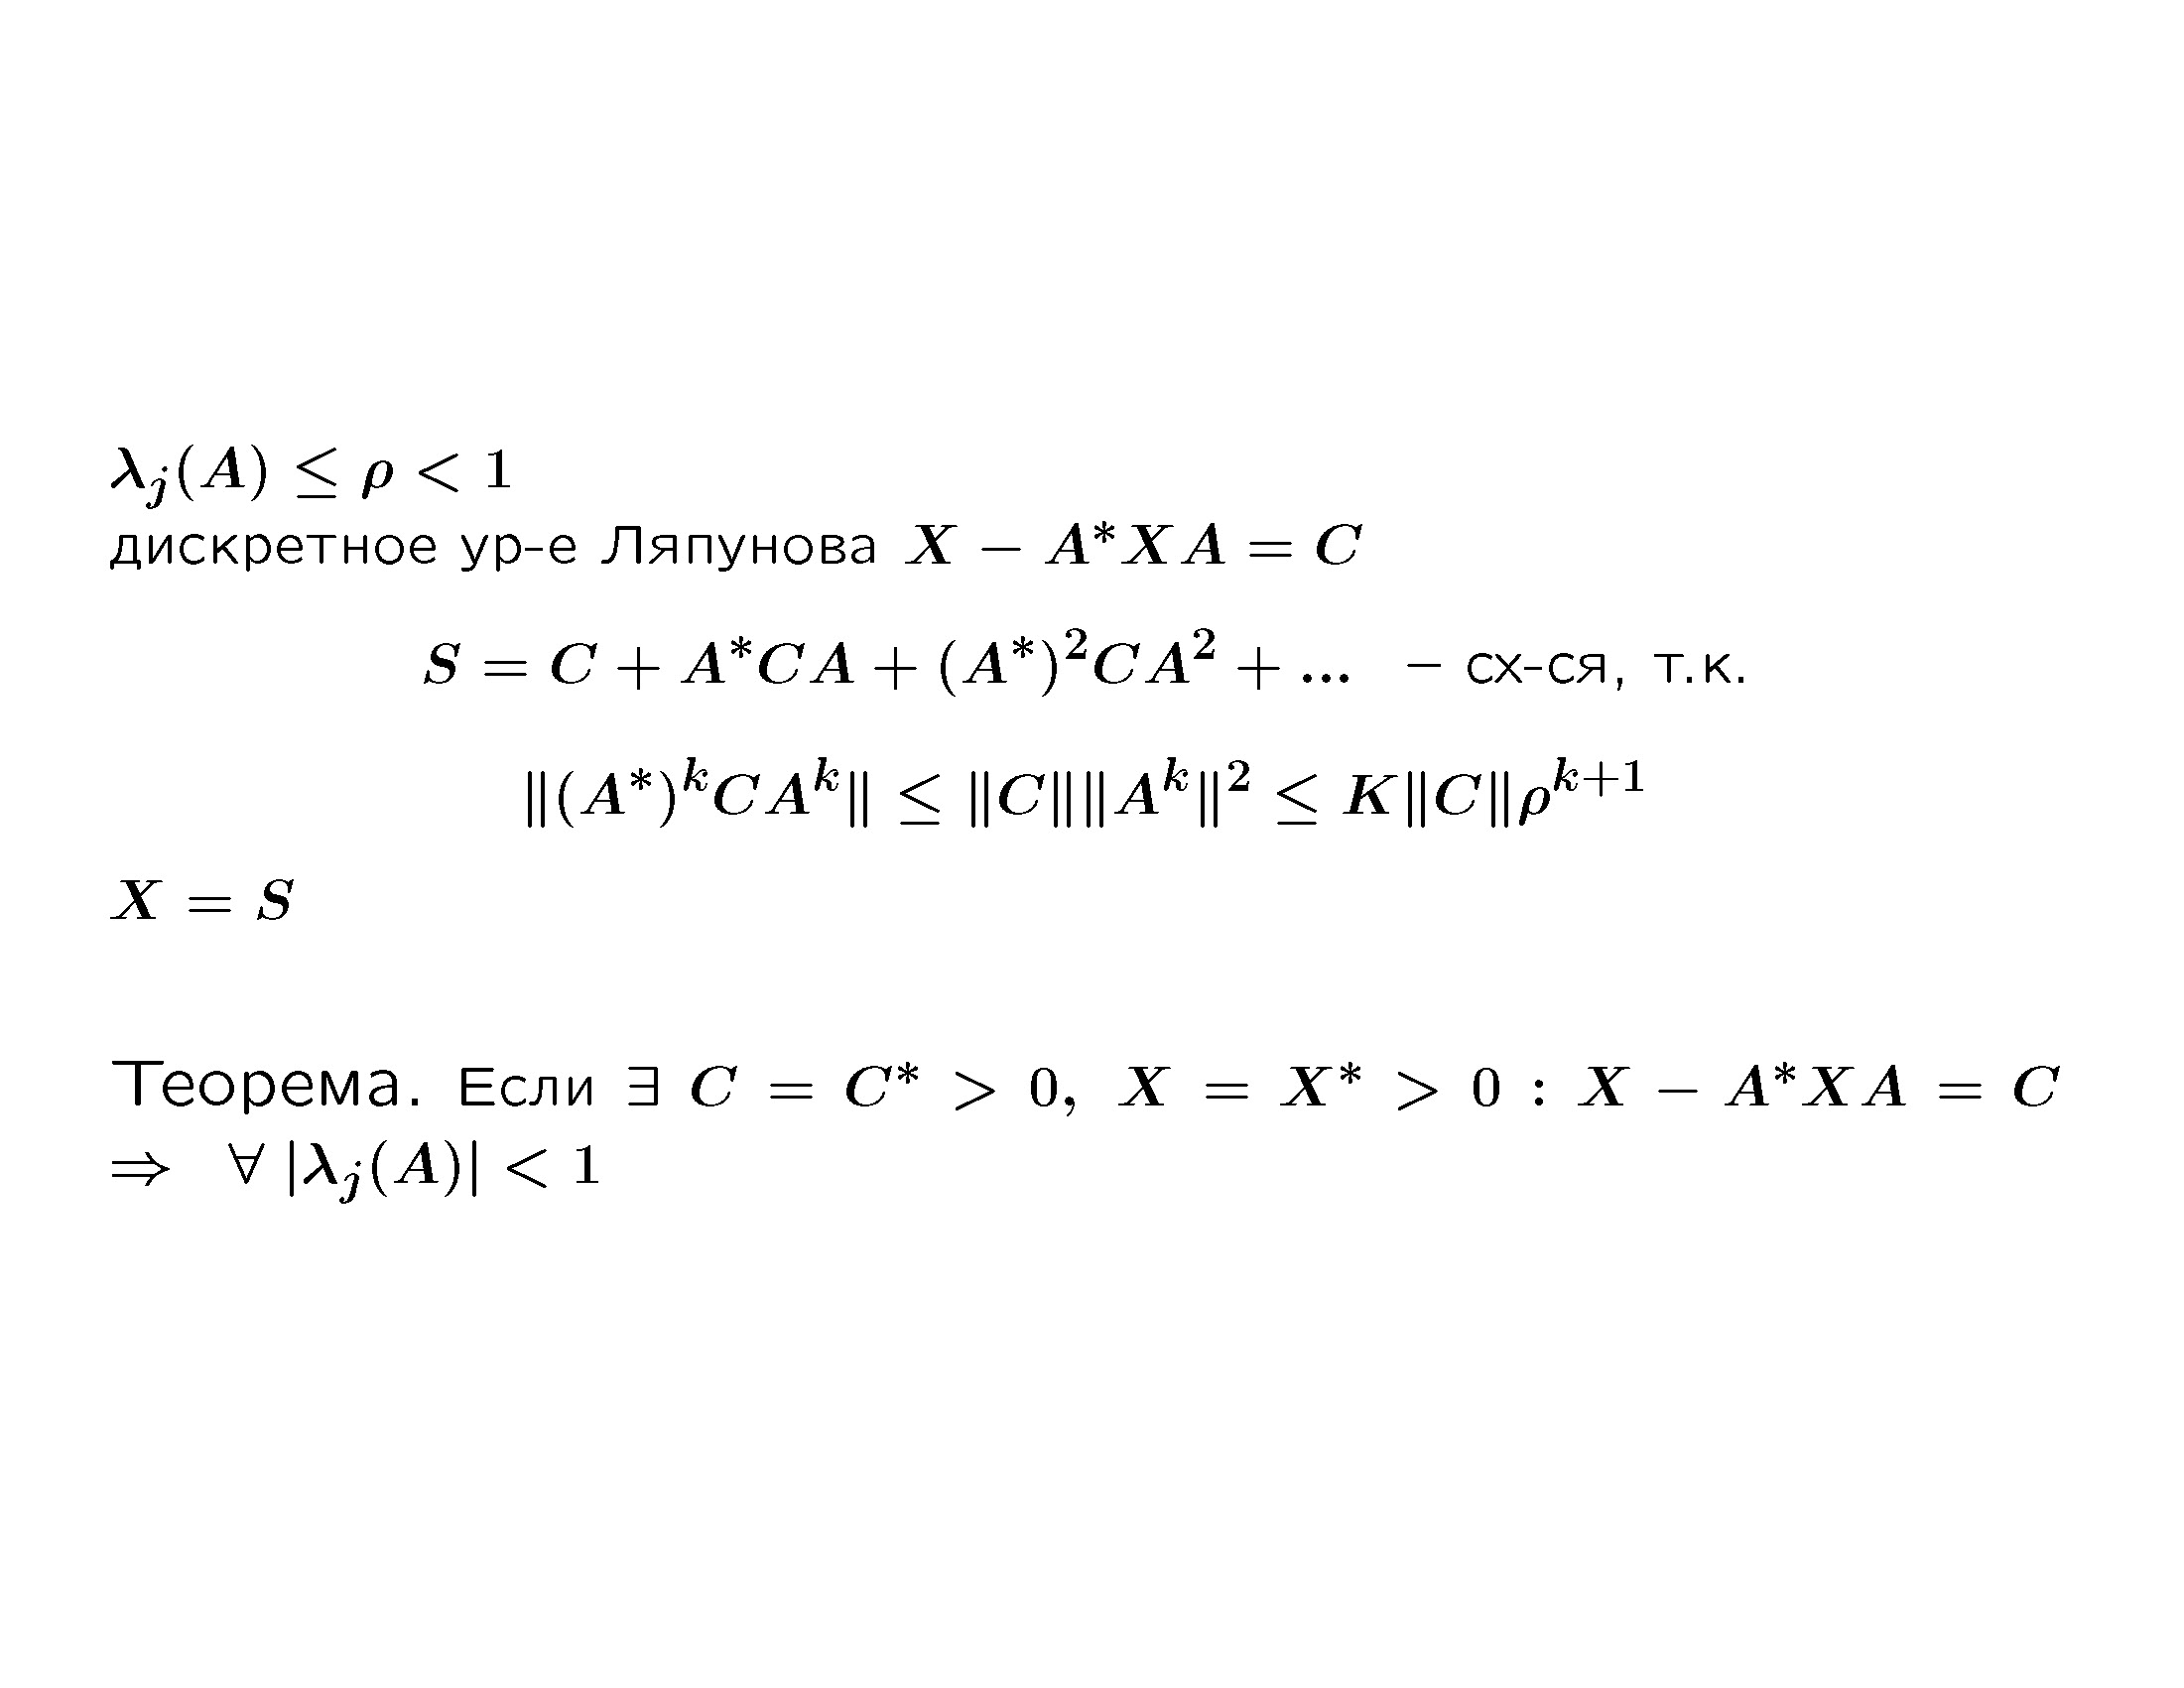 λ_j(A) ≤ ρ < 1
дискретное ур-е Ляпунова X − A*XA = C
S = C + A*CA + (A*)²CA² + ... – сх-ся, т.к.
‖(A*)^k CA^k‖ ≤ ‖C‖‖A^k‖² ≤ K‖C‖ρ^{k+1}
X = S
Теорема. Если ∃ C = C* > 0, X = X* > 0 : X − A*XA = C
⇒ ∀ |λ_j(A)| < 1